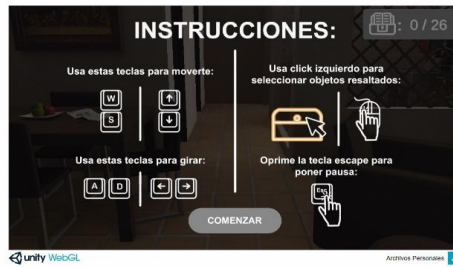 INSTRUCCIONES:
: 0 / 26
Usa estas teclas para moverte:
W
S
↑
↓
Usa click izquierdo para
seleccionar objetos resaltados:
Usa estas teclas para girar:
A D ← →
Oprime la tecla escape para
poner pausa:
Esc
COMENZAR
unity WebGL
Archivos Personales